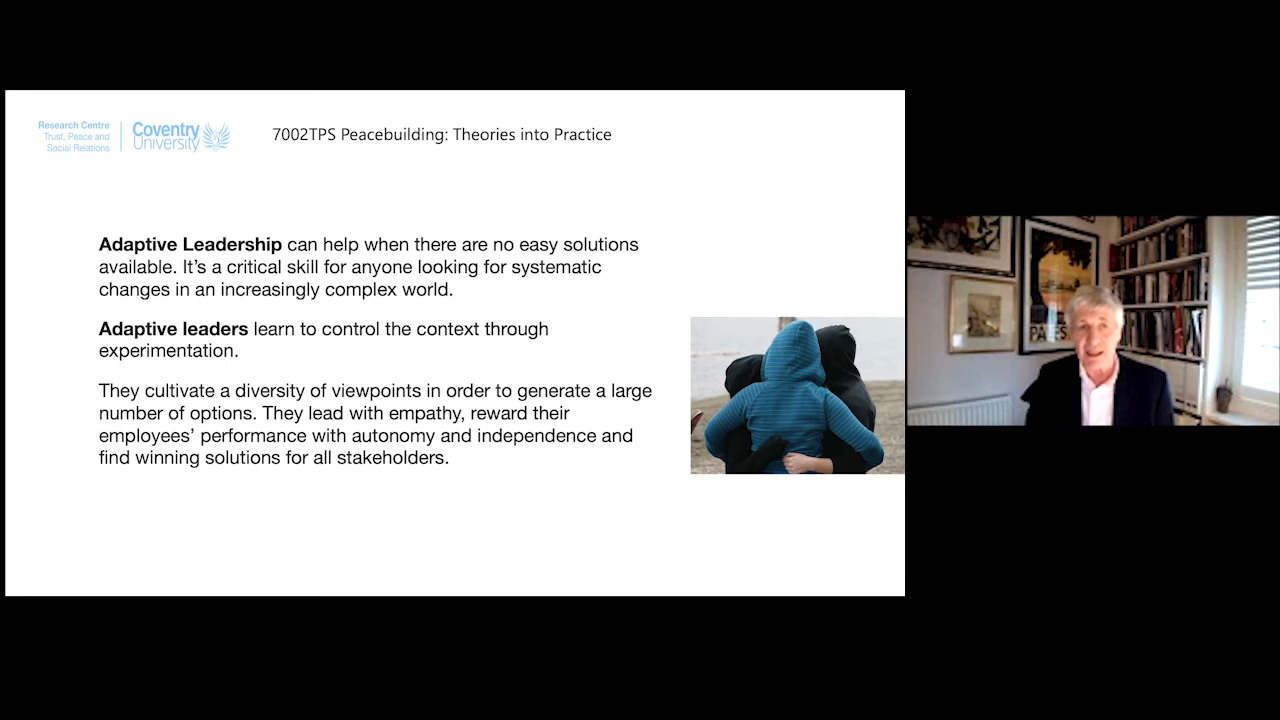 Research Centre
Trust, Peace and
Social Relations
Coventry
University
7002TPS Peacebuilding: Theories into Practice
Adaptive Leadership can help when there are no easy solutions
available. It’s a critical skill for anyone looking for systematic
changes in an increasingly complex world.
Adaptive leaders learn to control the context through
experimentation.
They cultivate a diversity of viewpoints in order to generate a large
number of options. They lead with empathy, reward their
employees’ performance with autonomy and independence and
find winning solutions for all stakeholders.